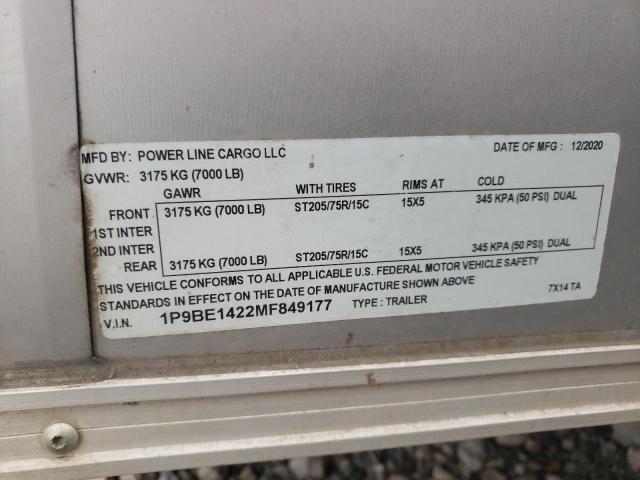 MFD BY: POWER LINE CARGO LLC DATE OF MFG : 12/2020
GVWR: 3175 KG (7000 LB)
GAWR WITH TIRES RIMS AT COLD
FRONT 3175 KG (7000 LB) ST205/75R/15C 15X5 345 KPA (50 PSI) DUAL
1ST INTER
2ND INTER
REAR 3175 KG (7000 LB) ST205/75R/15C 15X5 345 KPA (50 PSI) DUAL
THIS VEHICLE CONFORMS TO ALL APPLICABLE U.S. FEDERAL MOTOR VEHICLE SAFETY
STANDARDS IN EFFECT ON THE DATE OF MANUFACTURE SHOWN ABOVE 7X14 TA
V.I.N. 1P9BE1422MF849177 TYPE : TRAILER